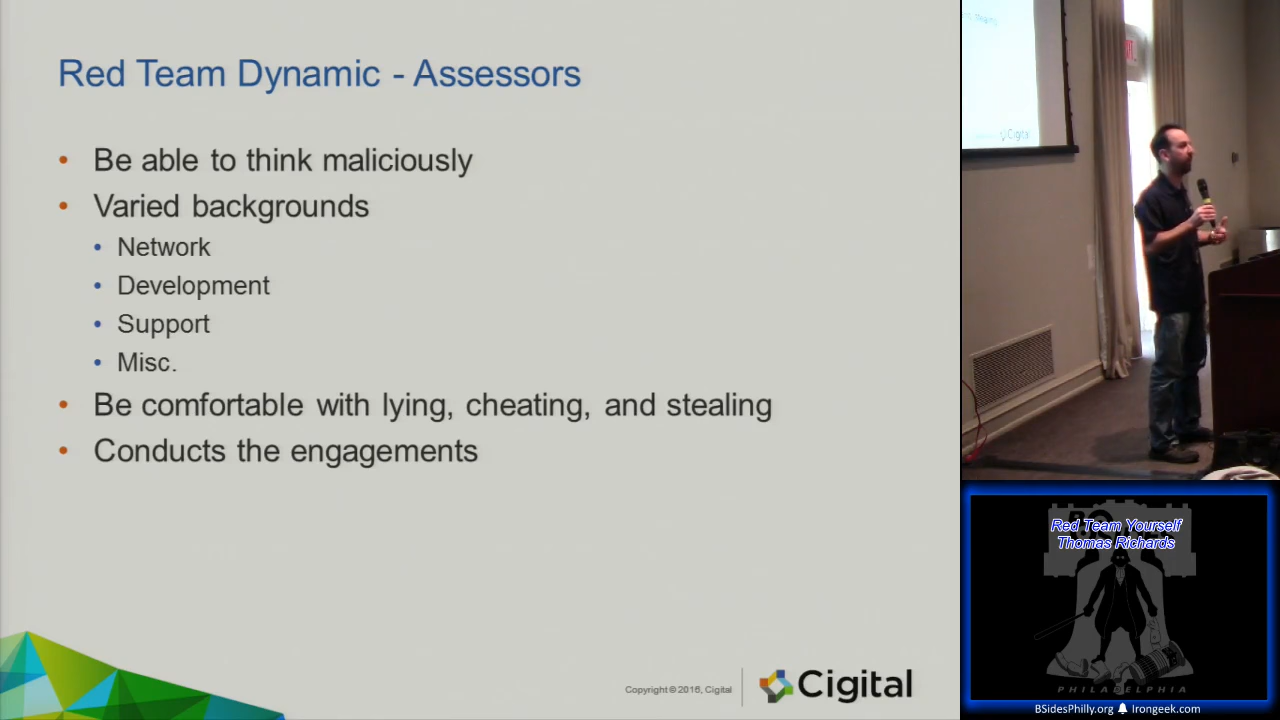 Red Team Dynamic - Assessors
• Be able to think maliciously
• Varied backgrounds
• Network
• Development
• Support
• Misc.
• Be comfortable with lying, cheating, and stealing
• Conducts the engagements
Copyright © 2016, Cigital
Cigital
Cigital
Red Team Yourself
Thomas Richards
PHILADELPHIA
BSidesPhilly.org Irongeek.com